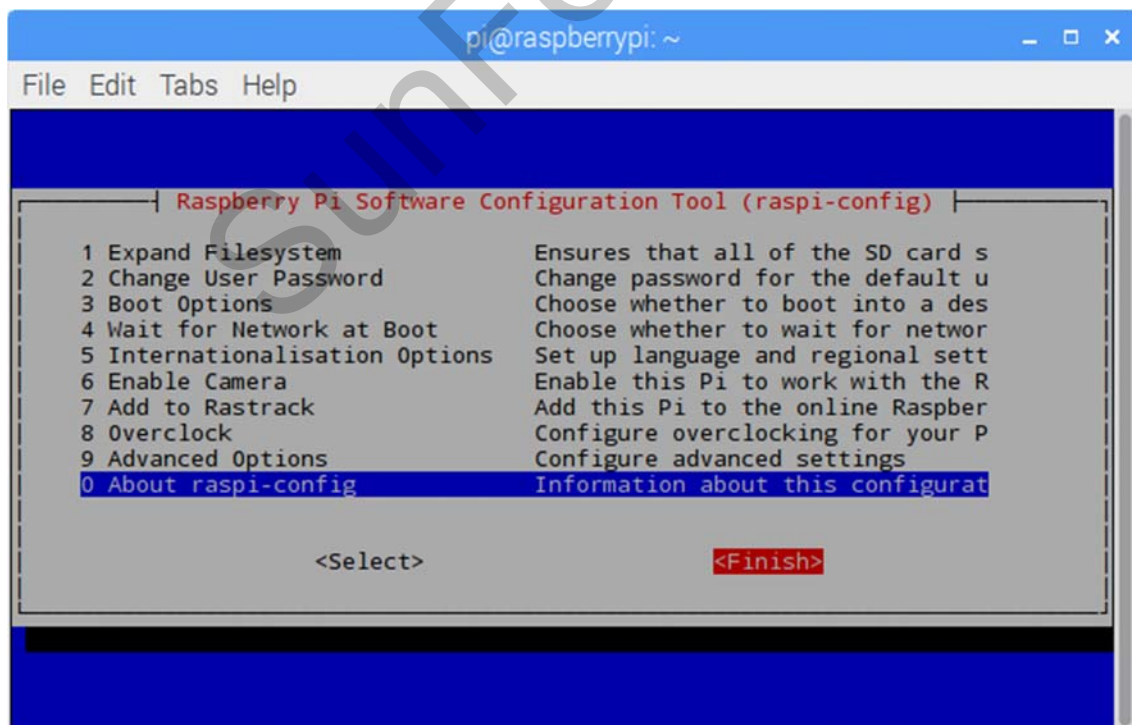 pi@raspberrypi: ~
File Edit Tabs Help
Raspberry Pi Software Configuration Tool (raspi-config)
1 Expand Filesystem Ensures that all of the SD card s
2 Change User Password Change password for the default u
3 Boot Options Choose whether to boot into a des
4 Wait for Network at Boot Choose whether to wait for networ
5 Internationalisation Options Set up language and regional sett
6 Enable Camera Enable this Pi to work with the R
7 Add to Rastrack Add this Pi to the online Raspber
8 Overclock Configure overclocking for your P
9 Advanced Options Configure advanced settings
0 About raspi-config Information about this configurat
<Select> <Finish>